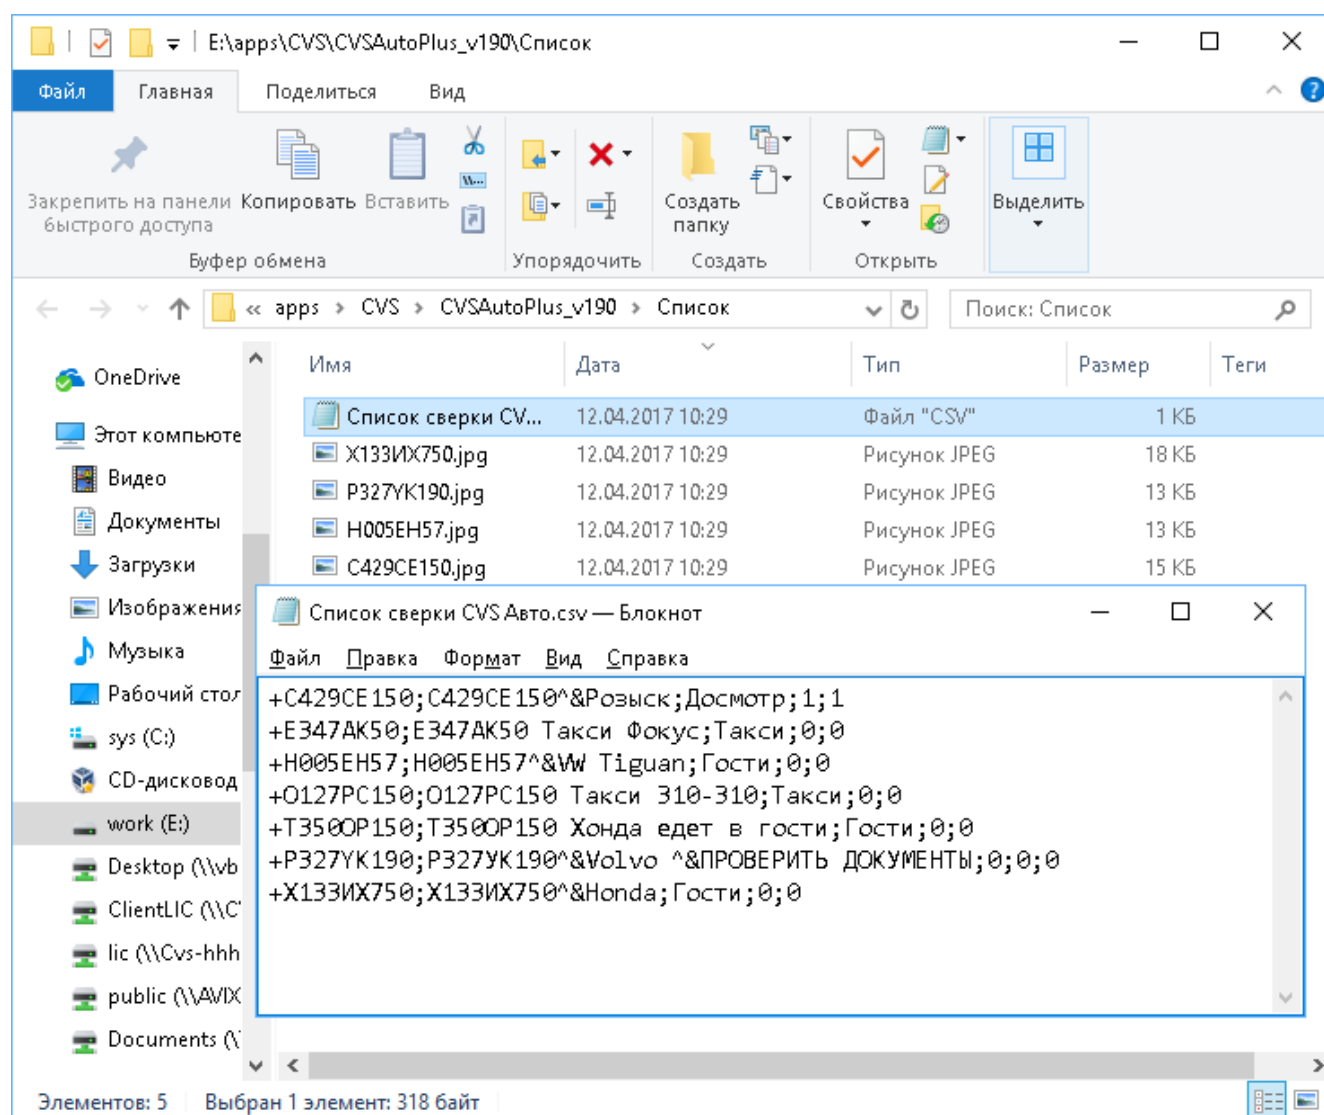 E:\apps\CVS\CVSAutoPlus_v190\Список
Файл Главная Поделиться Вид
Закрепить на панели быстрого доступа
Копировать
Вставить
Создать папку
Свойства
Выделить
Буфер обмена Упорядочить Создать Открыть
« apps › CVS › CVSAutoPlus_v190 › Список
Поиск: Список
Имя Дата Тип Размер Теги
Список сверки CV... 12.04.2017 10:29 Файл "CSV" 1 КБ
Х133ИХ750.jpg 12.04.2017 10:29 Рисунок JPEG 18 КБ
P327YK190.jpg 12.04.2017 10:29 Рисунок JPEG 13 КБ
H005EH57.jpg 12.04.2017 10:29 Рисунок JPEG 13 КБ
C429CE150.jpg 12.04.2017 10:29 Рисунок JPEG 15 КБ
OneDrive
Этот компьюте
Видео
Документы
Загрузки
Изображения
Музыка
Рабочий стол
sys (C:)
CD-дисковод
work (E:)
Desktop (\\vb
ClientLIC (\\C
lic (\\Cvs-hhh
public (\\AVIX
Documents (\
Список сверки CVS Авто.csv — Блокнот
Файл Правка Формат Вид Справка
+C429CE150;C429CE150^&Розыск;Досмотр;1;1
+E347AK50;E347AK50 Такси Фокус;Такси;0;0
+H005EH57;H005EH57^&VW Tiguan;Гости;0;0
+O127PC150;O127PC150 Такси 310-310;Такси;0;0
+T350OP150;T350OP150 Хонда едет в гости;Гости;0;0
+P327YK190;P327УK190^&Volvo ^&ПРОВЕРИТЬ ДОКУМЕНТЫ;0;0;0
+Х133ИХ750;Х133ИХ750^&Honda;Гости;0;0
Элементов: 5 Выбран 1 элемент: 318 байт